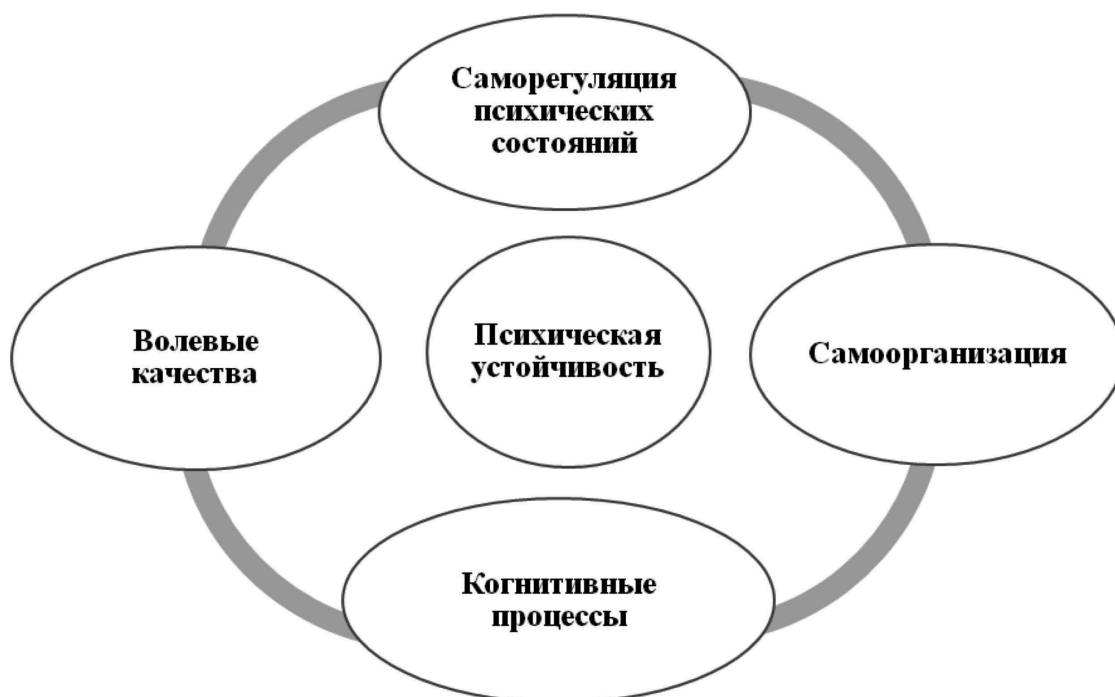 Саморегуляция
психических
состояний
Волевые
качества
Психическая
устойчивость
Самоорганизация
Когнитивные
процессы